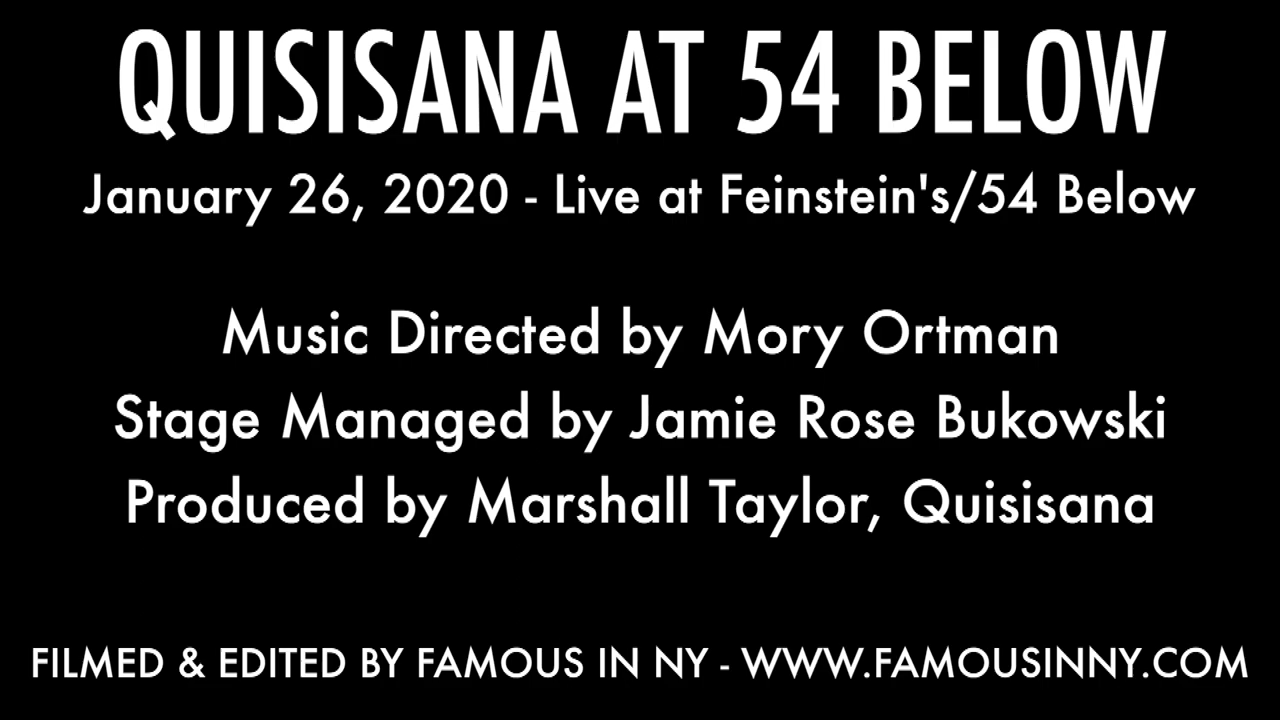 QUISISANA AT 54 BELOW
January 26, 2020 - Live at Feinstein's/54 Below
Music Directed by Mory Ortman
Stage Managed by Jamie Rose Bukowski
Produced by Marshall Taylor, Quisisana
FILMED & EDITED BY FAMOUS IN NY - WWW.FAMOUSINNY.COM